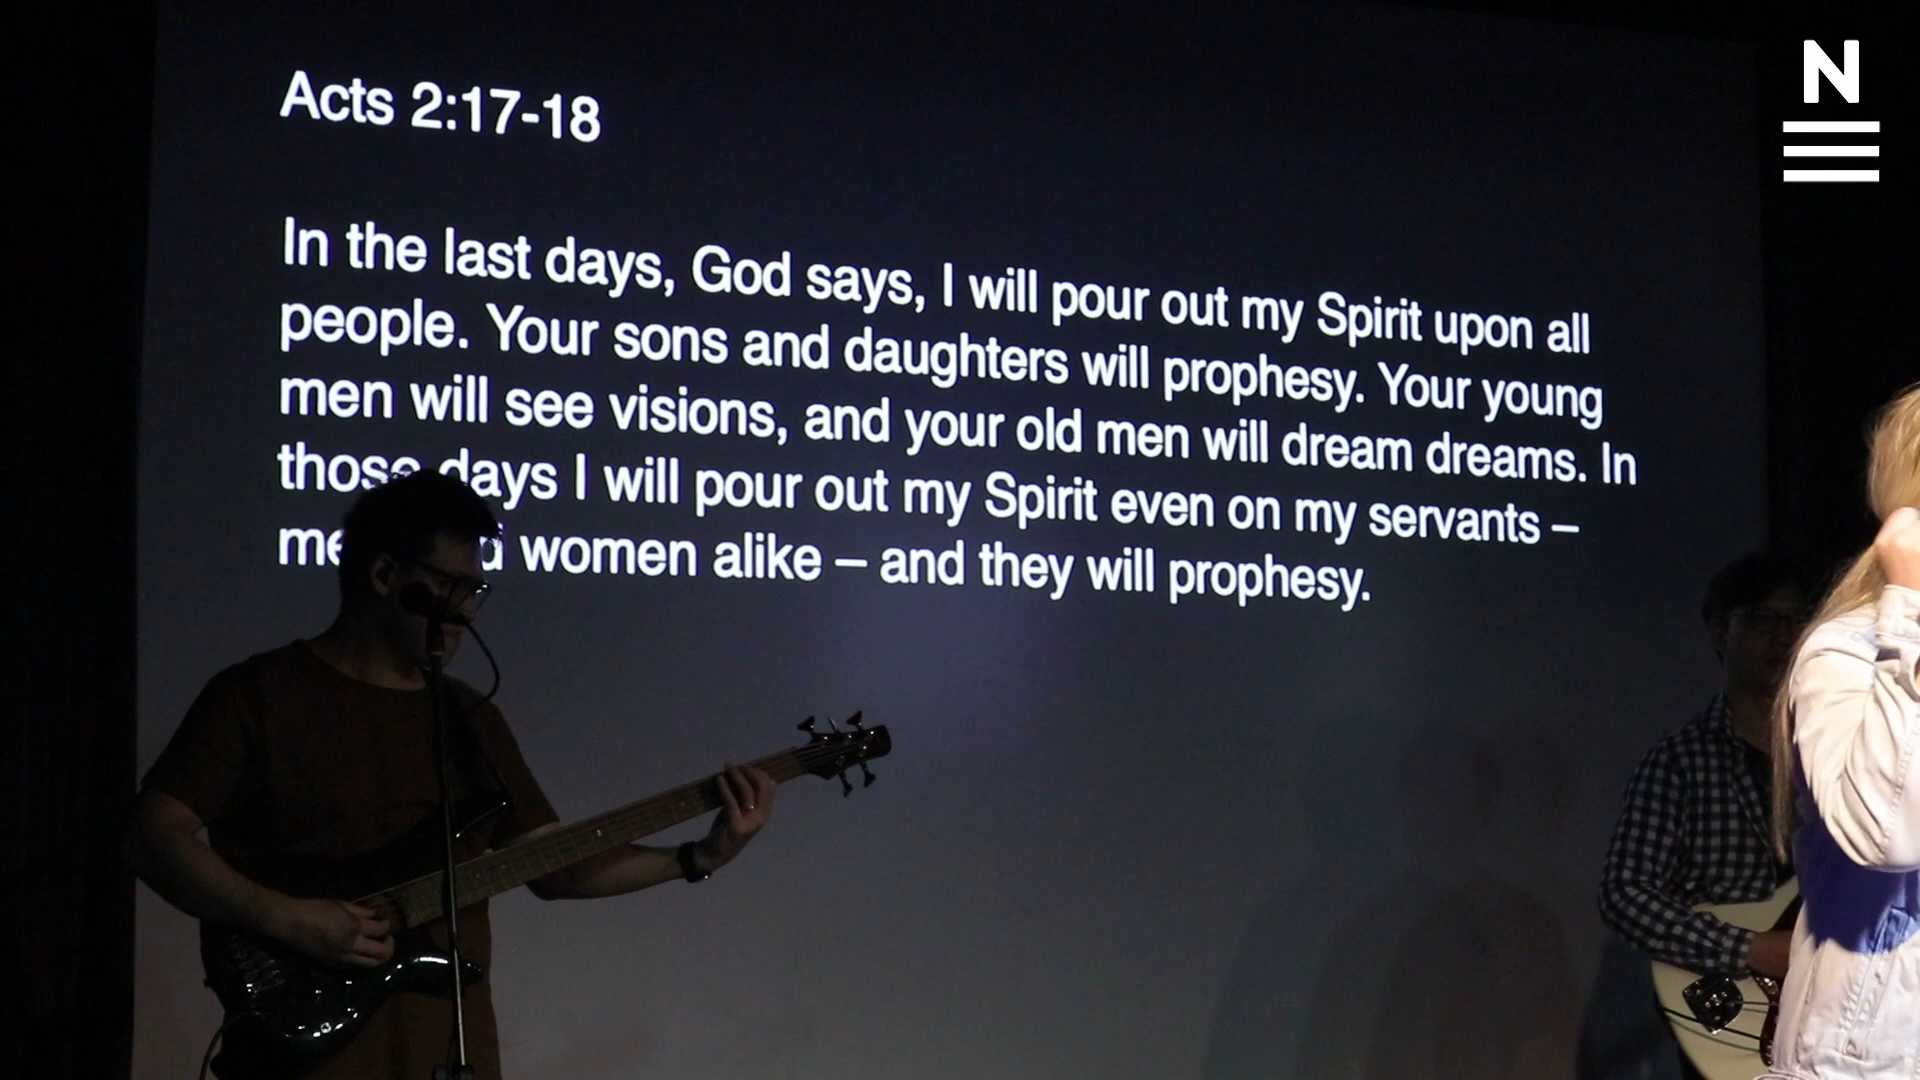 N
Acts 2:17-18
In the last days, God says, I will pour out my Spirit upon all
people. Your sons and daughters will prophesy. Your young
men will see visions, and your old men will dream dreams. In
those days I will pour out my Spirit even on my servants –
women alike – and they will prophesy.